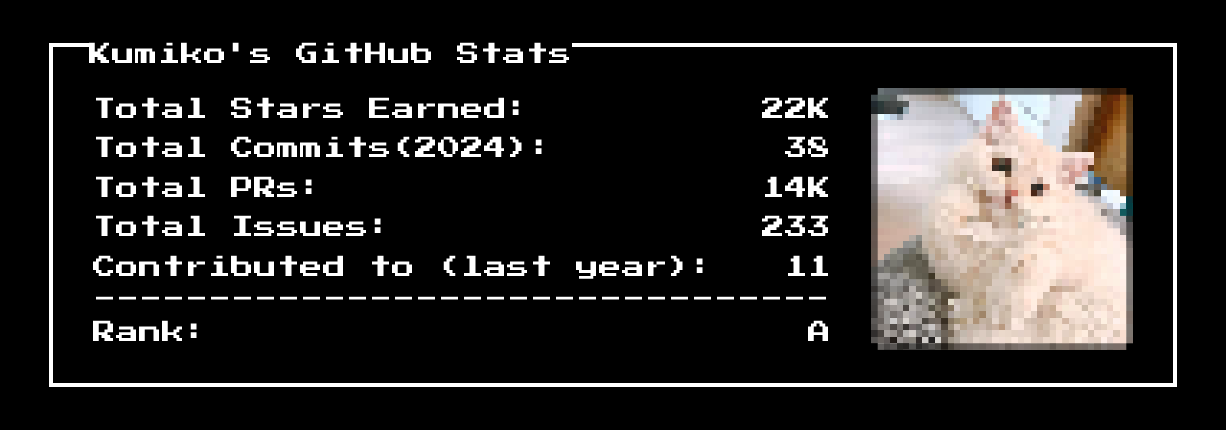 Kumiko's GitHub Stats
Total Stars Earned: 22K
Total Commits(2024): 38
Total PRs: 14K
Total Issues: 233
Contributed to (last year): 11
--------------------------------
Rank: A